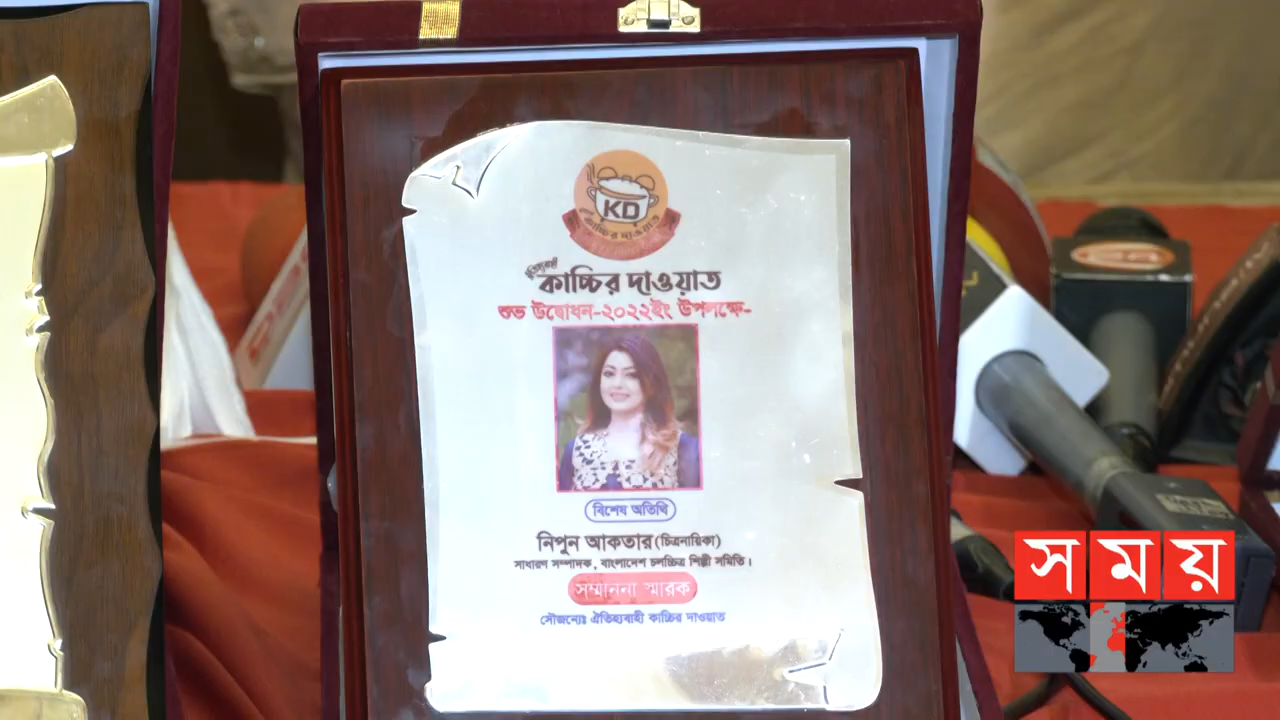 KD
কাচ্চির দাওয়াত
কাচ্চির দাওয়াত
শুভ উদ্বোধন-২০২২ইং উপলক্ষে-
বিশেষ অতিথি
নিপুন আকতার (চিত্রনায়িকা)
সাধারণ সম্পাদক, বাংলাদেশ চলচ্চিত্র শিল্পী সমিতি।
সম্মাননা স্মারক
সৌজন্যেঃ ঐতিহ্যবাহী কাচ্চির দাওয়াত
সময়